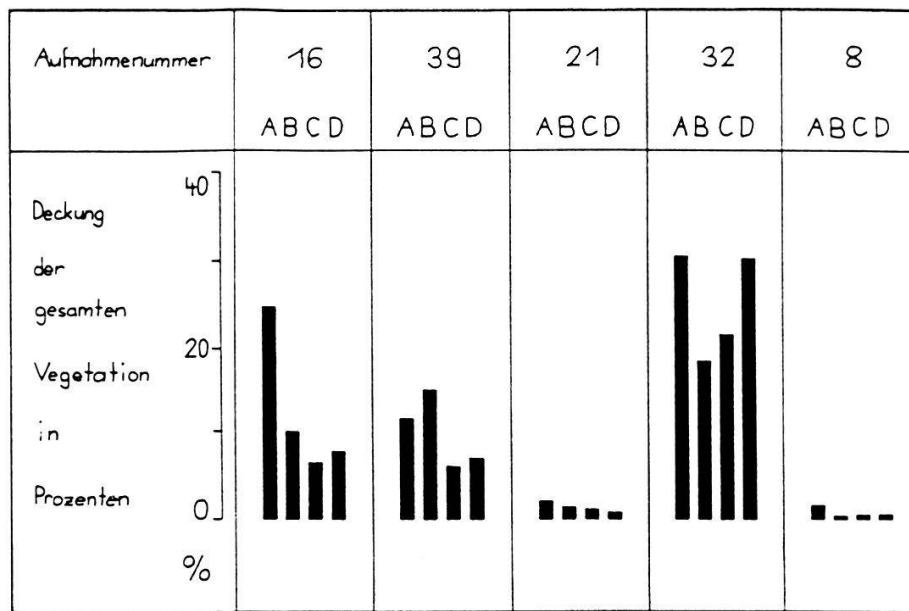 Aufnahmenummer 16 39 21 32 8
ABCD ABCD ABCD ABCD ABCD
40
Deckung
der
gesamten
20
Vegetation
in
Prozenten
0
%